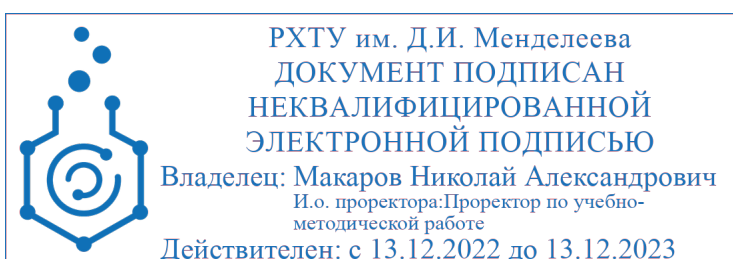 РХТУ им. Д.И. Менделеева
ДОКУМЕНТ ПОДПИСАН
НЕКВАЛИФИЦИРОВАННОЙ
ЭЛЕКТРОННОЙ ПОДПИСЬЮ
Владелец: Макаров Николай Александрович
И.о. проректора:Проректор по учебно-
методической работе
Действителен: с 13.12.2022 до 13.12.2023